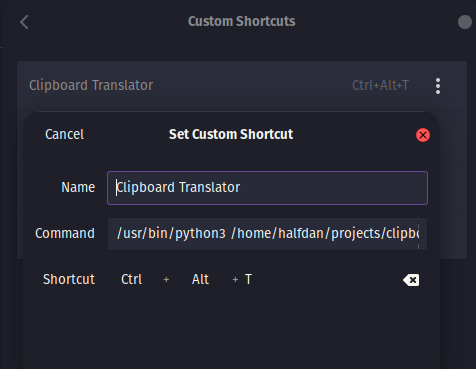 Custom Shortcuts
Clipboard Translator Ctrl+Alt+T
Cancel Set Custom Shortcut
Name Clipboard Translator
Command /usr/bin/python3 /home/halfdan/projects/clipb
Shortcut Ctrl + Alt + T